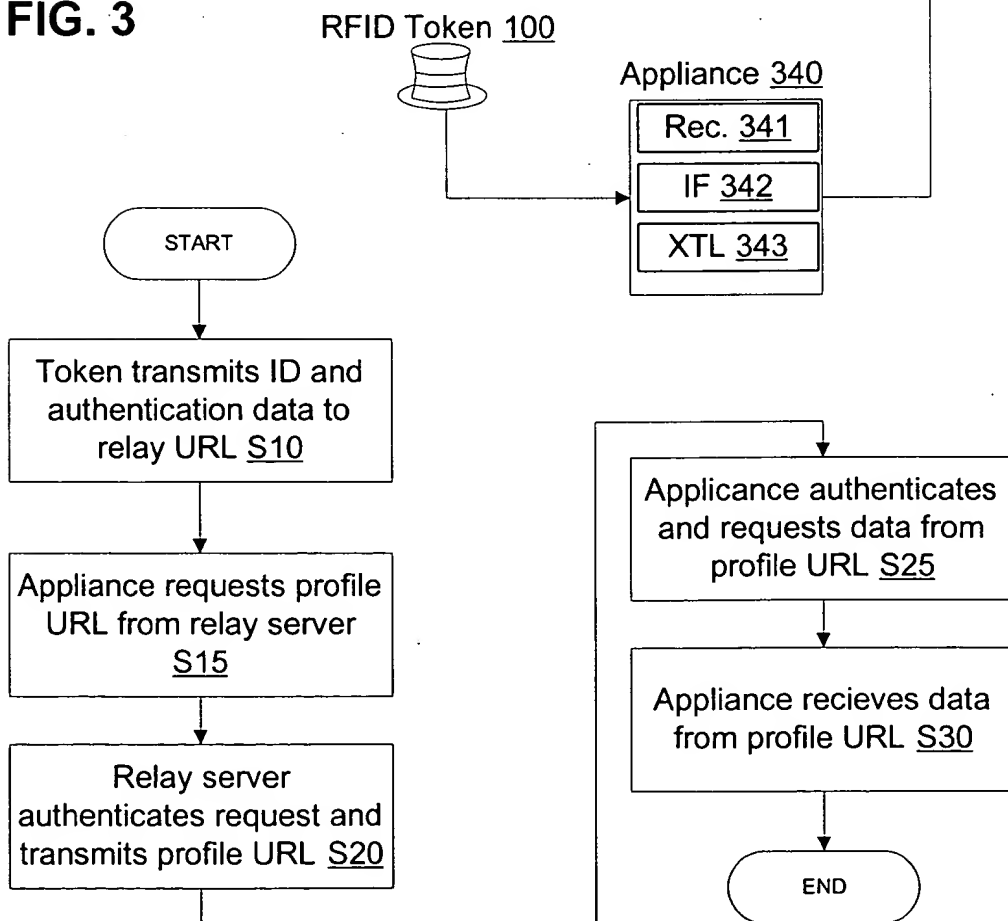 FIG. 3
RFID Token 100
Appliance 340
Rec. 341
IF 342
XTL 343
START
Token transmits ID and
authentication data to
relay URL S10
Appliance requests profile
URL from relay server
S15
Relay server
authenticates request and
transmits profile URL S20
Applicance authenticates
and requests data from
profile URL S25
Appliance recieves data
from profile URL S30
END